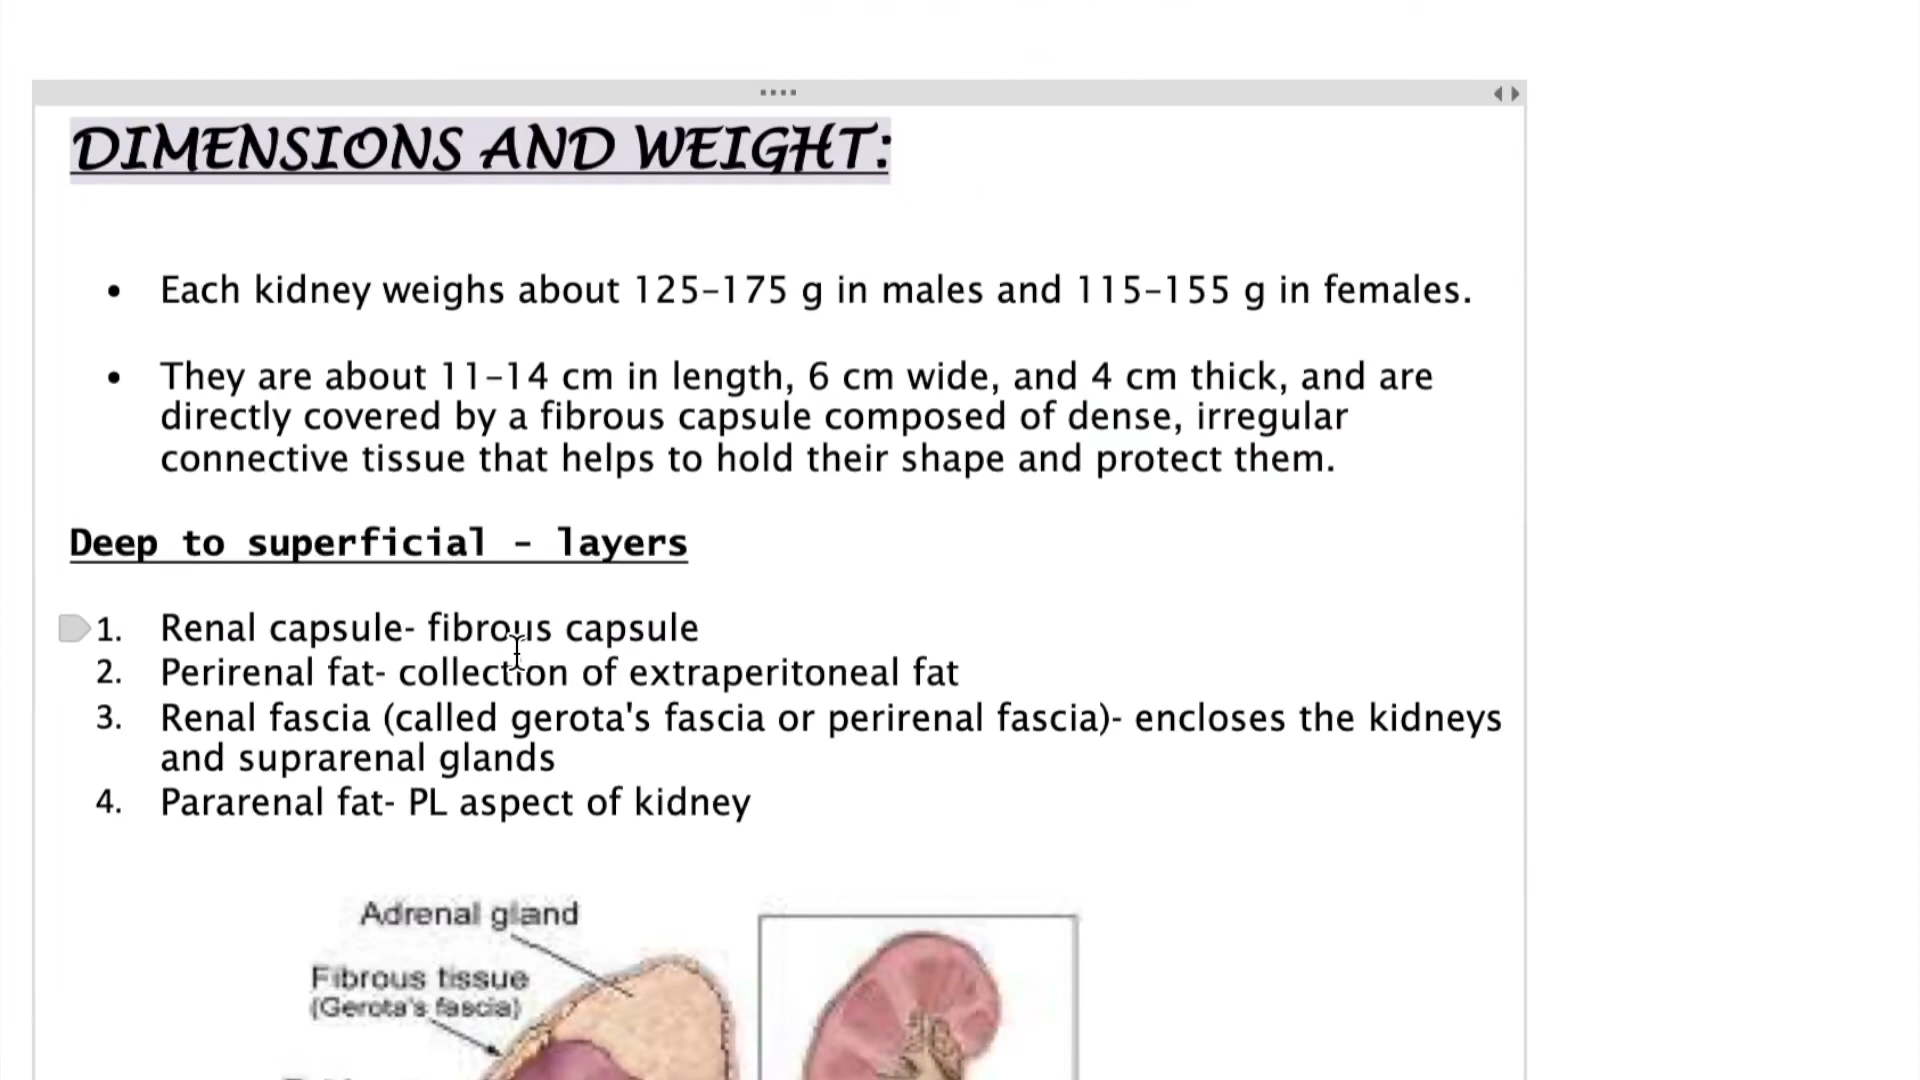 DIMENSIONS AND WEIGHT:
• Each kidney weighs about 125-175 g in males and 115-155 g in females.
• They are about 11-14 cm in length, 6 cm wide, and 4 cm thick, and are
directly covered by a fibrous capsule composed of dense, irregular
connective tissue that helps to hold their shape and protect them.
Deep to superficial - layers
1. Renal capsule- fibrous capsule
2. Perirenal fat- collection of extraperitoneal fat
3. Renal fascia (called gerota's fascia or perirenal fascia)- encloses the kidneys
and suprarenal glands
4. Pararenal fat- PL aspect of kidney
Adrenal gland
Fibrous tissue
(Gerota's fascia)